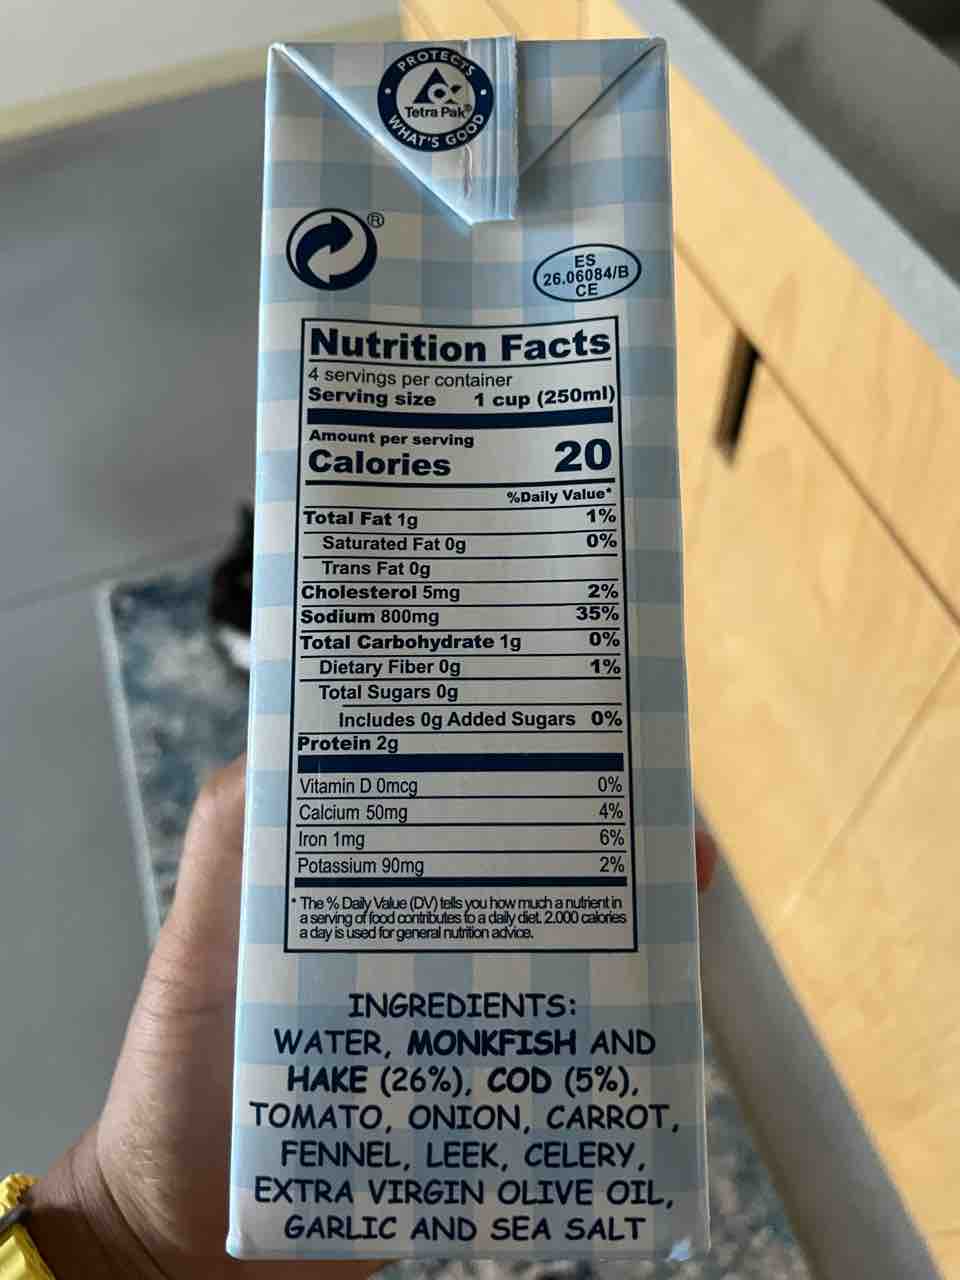 PROTECTS
Tetra Pak®
WHAT'S GOOD
®
ES
26.06084/B
CE
Nutrition Facts
4 servings per container
Serving size 1 cup (250ml)
Amount per serving
Calories 20
%Daily Value*
Total Fat 1g 1%
Saturated Fat 0g 0%
Trans Fat 0g
Cholesterol 5mg 2%
Sodium 800mg 35%
Total Carbohydrate 1g 0%
Dietary Fiber 0g 1%
Total Sugars 0g
Includes 0g Added Sugars 0%
Protein 2g
Vitamin D 0mcg 0%
Calcium 50mg 4%
Iron 1mg 6%
Potassium 90mg 2%
* The % Daily Value (DV) tells you how much a nutrient in
a serving of food contributes to a daily diet. 2.000 calories
a day is used for general nutrition advice.
INGREDIENTS:
WATER, MONKFISH AND
HAKE (26%), COD (5%),
TOMATO, ONION, CARROT,
FENNEL, LEEK, CELERY,
EXTRA VIRGIN OLIVE OIL,
GARLIC AND SEA SALT